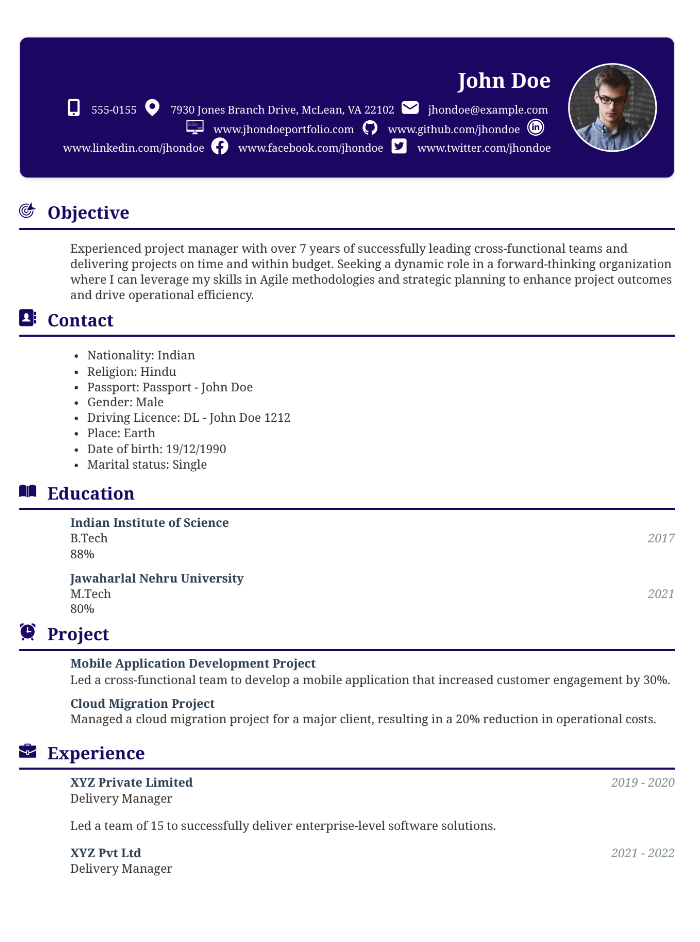 John Doe
555-0155 7930 Jones Branch Drive, McLean, VA 22102 jhondoe@example.com
www.jhondoeportfolio.com www.github.com/jhondoe
www.linkedin.com/jhondoe www.facebook.com/jhondoe www.twitter.com/jhondoe
Objective
Experienced project manager with over 7 years of successfully leading cross-functional teams and
delivering projects on time and within budget. Seeking a dynamic role in a forward-thinking organization
where I can leverage my skills in Agile methodologies and strategic planning to enhance project outcomes
and drive operational efficiency.
Contact
• Nationality: Indian
• Religion: Hindu
• Passport: Passport - John Doe
• Gender: Male
• Driving Licence: DL - John Doe 1212
• Place: Earth
• Date of birth: 19/12/1990
• Marital status: Single
Education
Indian Institute of Science
B.Tech 2017
88%
Jawaharlal Nehru University
M.Tech 2021
80%
Project
Mobile Application Development Project
Led a cross-functional team to develop a mobile application that increased customer engagement by 30%.
Cloud Migration Project
Managed a cloud migration project for a major client, resulting in a 20% reduction in operational costs.
Experience
XYZ Private Limited 2019 - 2020
Delivery Manager
Led a team of 15 to successfully deliver enterprise-level software solutions.
XYZ Pvt Ltd 2021 - 2022
Delivery Manager